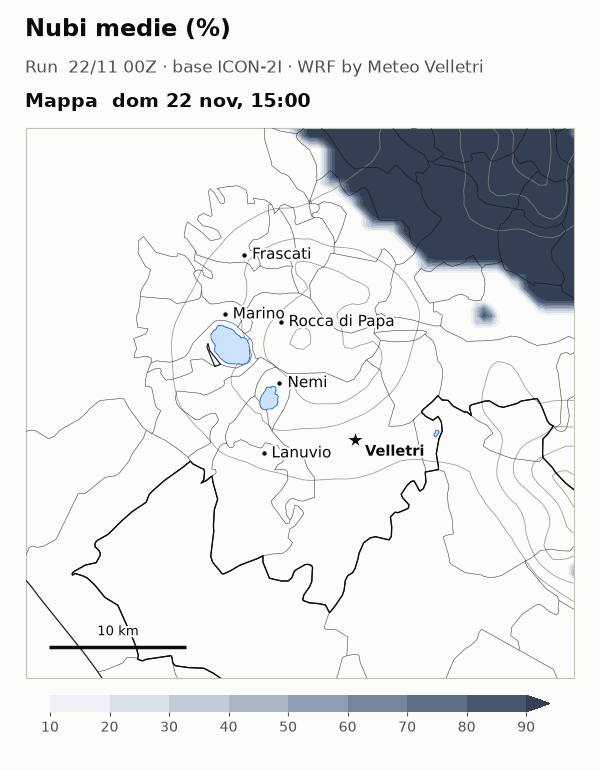 Nubi medie (%)
Run  22/11 00Z · base ICON-2I · WRF by Meteo Velletri
Mappa  dom 22 nov, 15:00
Frascati
Marino
Rocca di Papa
Nemi
Velletri
Lanuvio
10 km
10 20 30 40 50 60 70 80 90